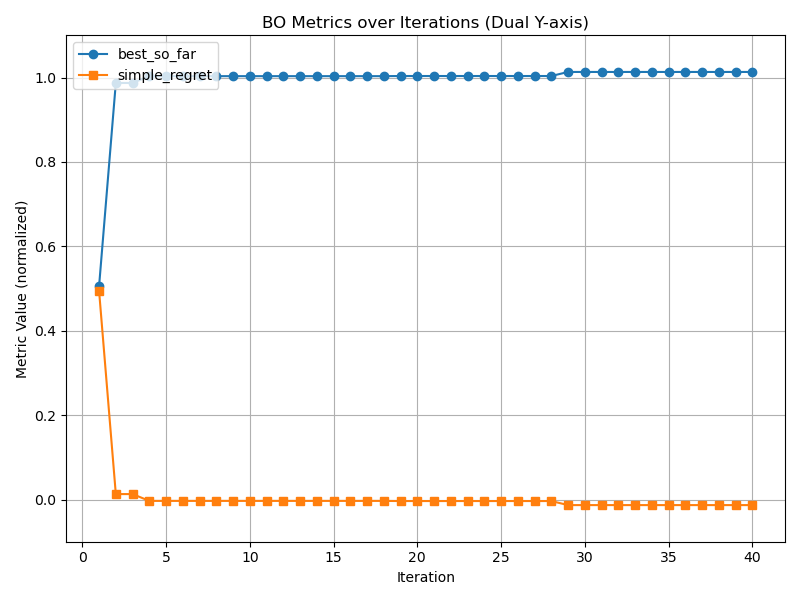 BO Metrics over Iterations (Dual Y-axis)
best_so_far
simple_regret
Metric Value (normalized)
1.0
0.8
0.6
0.4
0.2
0.0
0 5 10 15 20 25 30 35 40
Iteration